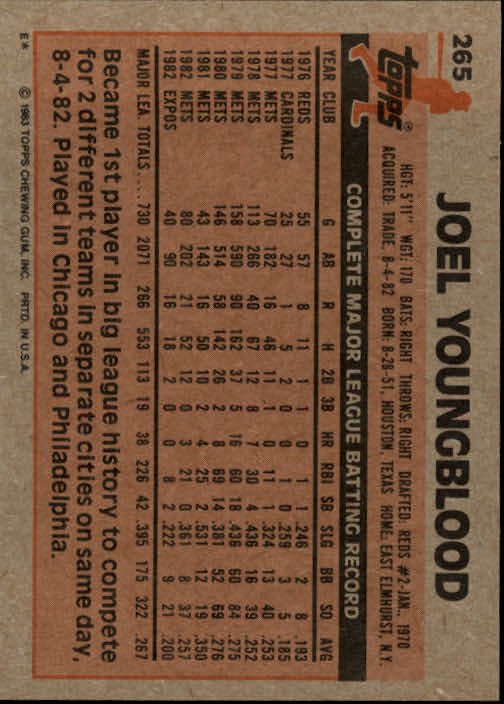 265
topps®
JOEL YOUNGBLOOD
HGT: 5'11" WGT: 170 BATS: RIGHT THROWS: RIGHT DRAFTED: REDS #2-JAN., 1970
ACQUIRED: TRADE, 8-4-82 BORN: 8-28-51, HOUSTON, TEXAS HOME: EAST ELMHURST, N.Y.
COMPLETE MAJOR LEAGUE BATTING RECORD
YEAR CLUB G AB R H 2B 3B HR RBI SB SLG BB SO AVG
1976 REDS 55 57 8 11 1 1 0 1 1 .246 2 8 .193
1977 CARDINALS 25 27 1 5 2 0 0 1 0 .259 3 5 .185
1977 METS 70 182 16 46 11 1 0 11 1 .324 13 40 .253
1978 METS 113 266 40 67 12 8 7 30 4 .436 16 39 .252
1979 METS 158 590 90 162 37 5 16 60 18 .436 60 84 .275
1980 METS 146 514 58 142 26 2 8 69 14 .381 52 69 .276
1981 METS 43 143 16 50 10 2 4 25 2 .531 12 19 .350
1982 METS 80 202 21 52 12 0 3 21 0 .361 8 37 .257
1982 EXPOS 40 90 16 18 2 0 0 8 2 .222 9 21 .200
MAJOR LEA. TOTALS .... 730 2071 266 553 113 19 38 226 42 .395 175 322 .267
Became 1st player in big league history to compete
for 2 different teams in separate cities on same day,
8-4-82. Played in Chicago and Philadelphia.
E* © 1983 TOPPS CHEWING GUM, INC. PRTD. IN U.S.A.